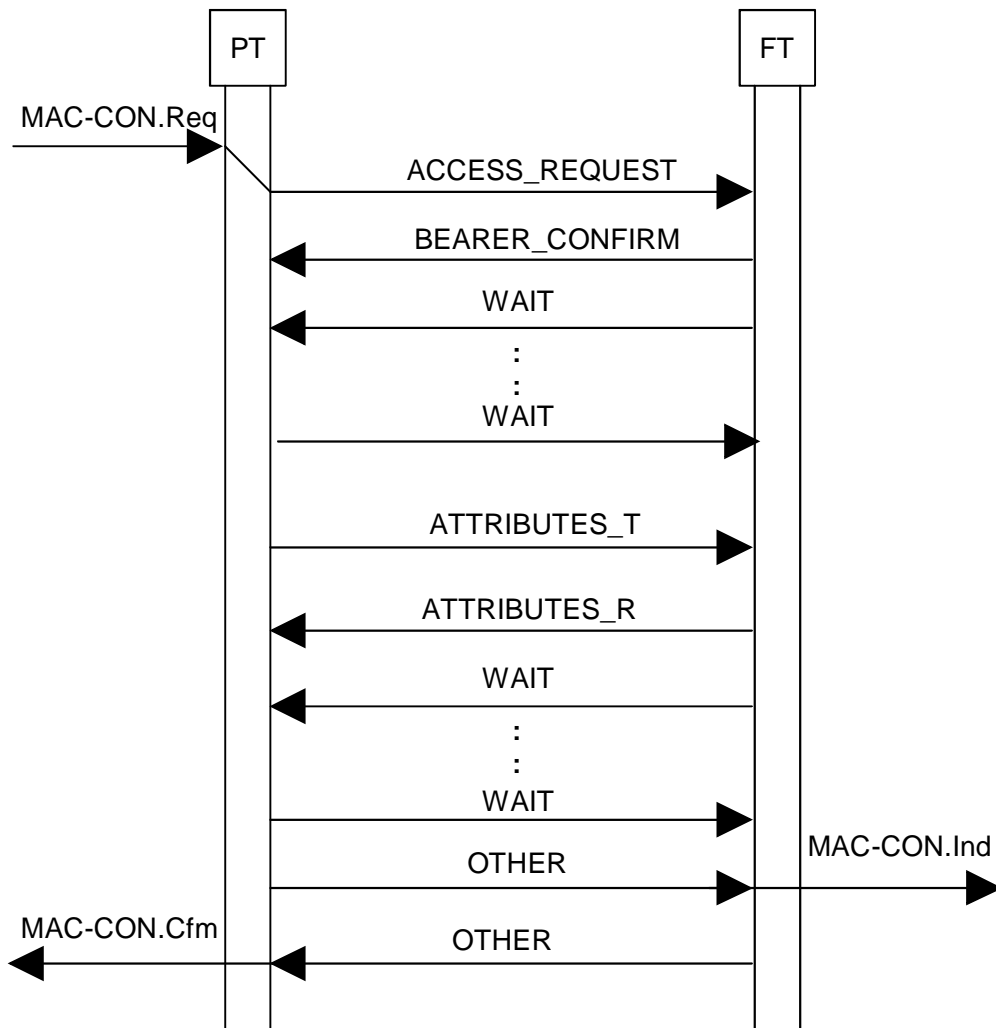 PT
FT
MAC-CON.Req
ACCESS_REQUEST
BEARER_CONFIRM
WAIT
:
:
WAIT
ATTRIBUTES_T
ATTRIBUTES_R
WAIT
:
:
WAIT
OTHER
MAC-CON.Ind
MAC-CON.Cfm
OTHER